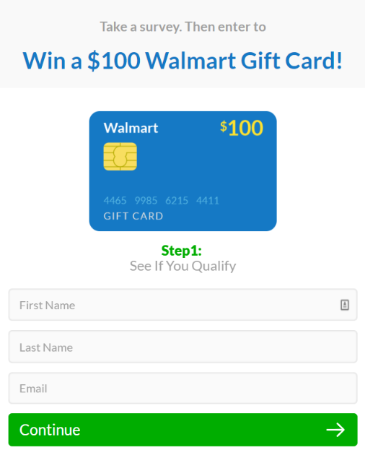 Take a survey. Then enter to
Win a $100 Walmart Gift Card!
Walmart $100
4465 9985 6215 4411
GIFT CARD
Step1:
See If You Qualify
First Name
Last Name
Email
Continue